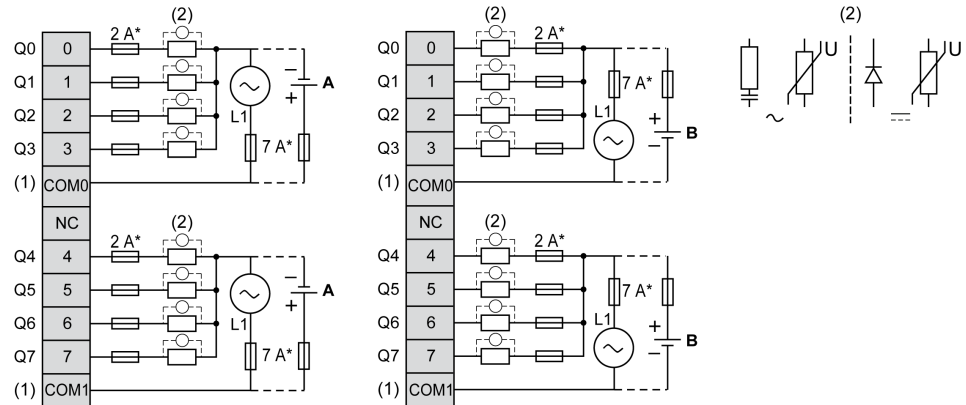 (2)
2 A*
Q0 0
Q1 1
Q2 2
Q3 3
(1) COM0
L1
7 A*
−
A
+
NC
(2)
2 A*
Q4 4
Q5 5
Q6 6
Q7 7
(1) COM1
L1
7 A*
−
A
+
(2)
2 A*
Q0 0
Q1 1
Q2 2
Q3 3
(1) COM0
7 A*
L1
+
B
−
NC
(2)
2 A*
Q4 4
Q5 5
Q6 6
Q7 7
(1) COM1
7 A*
L1
+
B
−
(2)
U
U